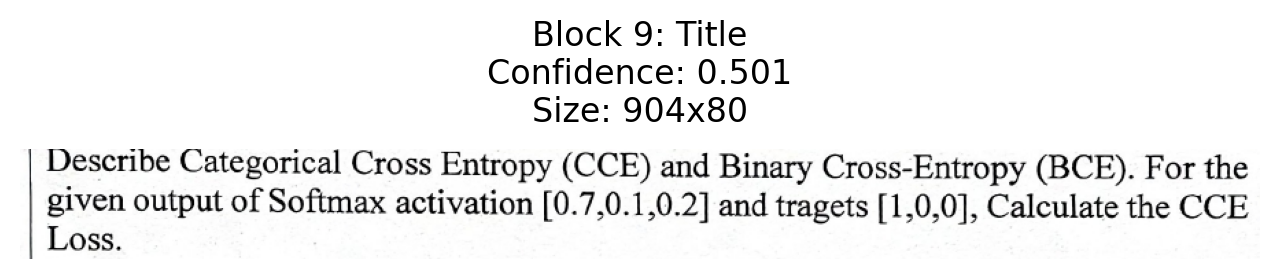 Block 9: Title
Confidence: 0.501
Size: 904x80
Describe Categorical Cross Entropy (CCE) and Binary Cross-Entropy (BCE). For the
given output of Softmax activation [0.7,0.1,0.2] and tragets [1,0,0], Calculate the CCE
Loss.